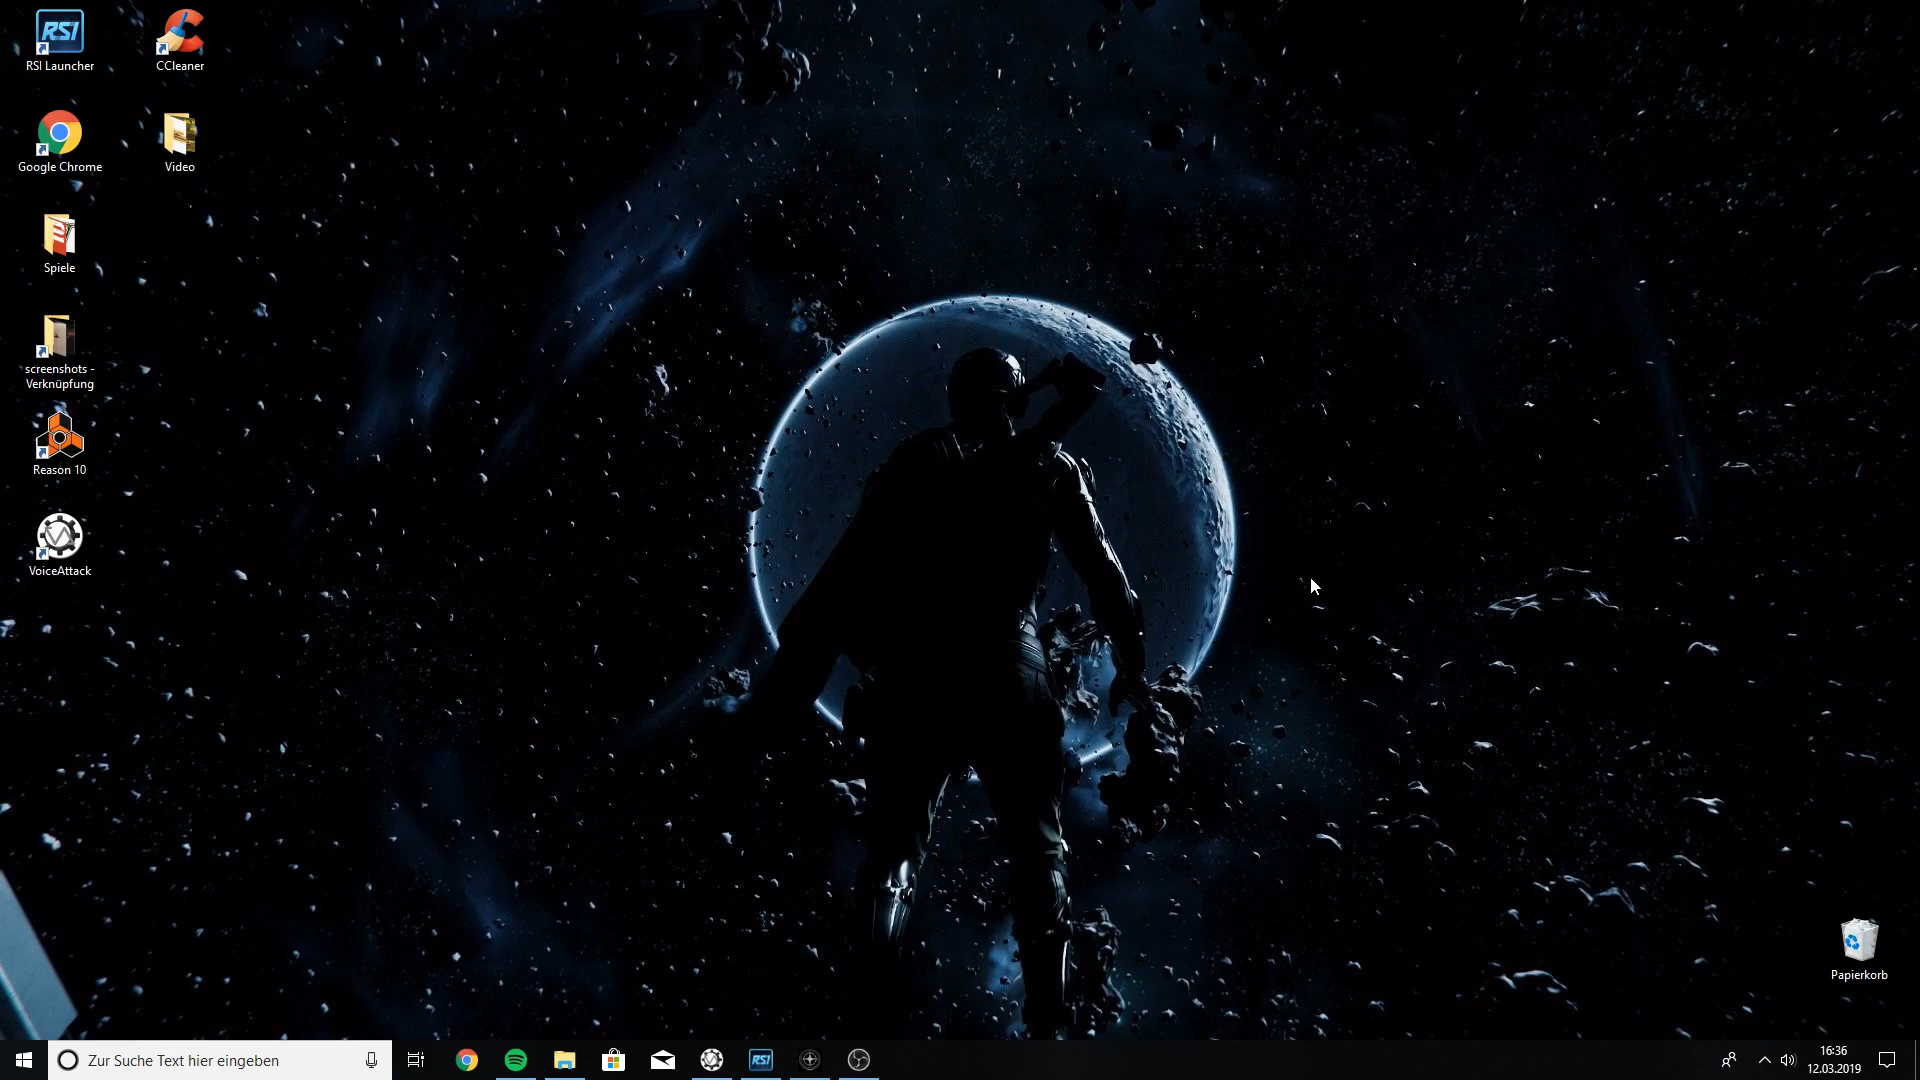 RSI
RSI Launcher
CCleaner
Google Chrome
Video
Spiele
screenshots -
Verknüpfung
Reason 10
VoiceAttack
Papierkorb
Zur Suche Text hier eingeben
RSI
16:36
12.03.2019